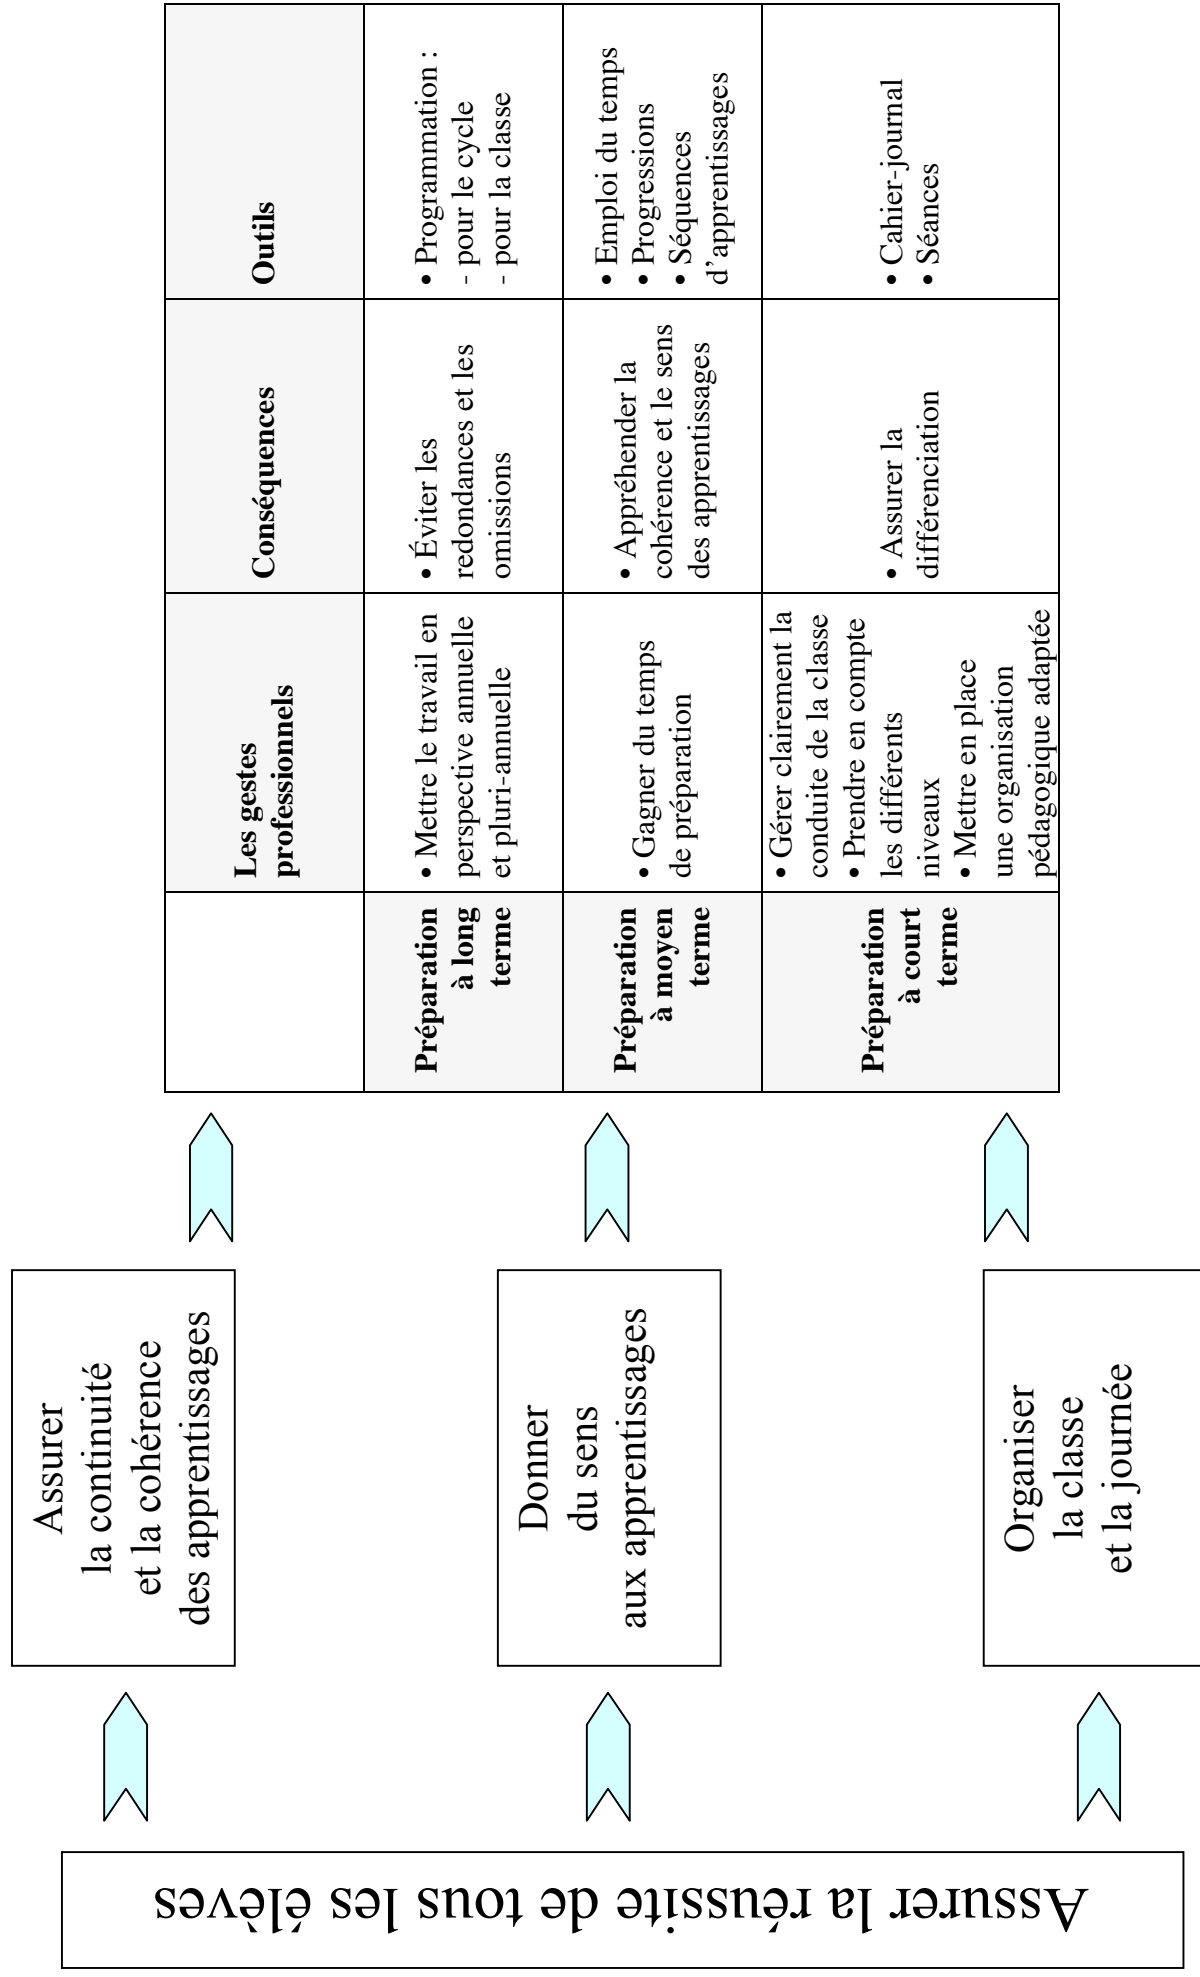 Assurer la réussite de tous les élèves
Assurer
la continuité
et la cohérence
des apprentissages
Donner
du sens
aux apprentissages
Organiser
la classe
et la journée
Les gestes
professionnels
Conséquences
Outils
Préparation
à long
terme
• Mettre le travail en
perspective annuelle
et pluri-annuelle
• Éviter les
redondances et les
omissions
• Programmation :
- pour le cycle
- pour la classe
Préparation
à moyen
terme
• Gagner du temps
de préparation
• Appréhender la
cohérence et le sens
des apprentissages
• Emploi du temps
• Progressions
• Séquences
d'apprentissages
Préparation
à court
terme
• Gérer clairement la
conduite de la classe
• Prendre en compte
les différents
niveaux
• Mettre en place
une organisation
pédagogique adaptée
• Assurer la
différenciation
• Cahier-journal
• Séances